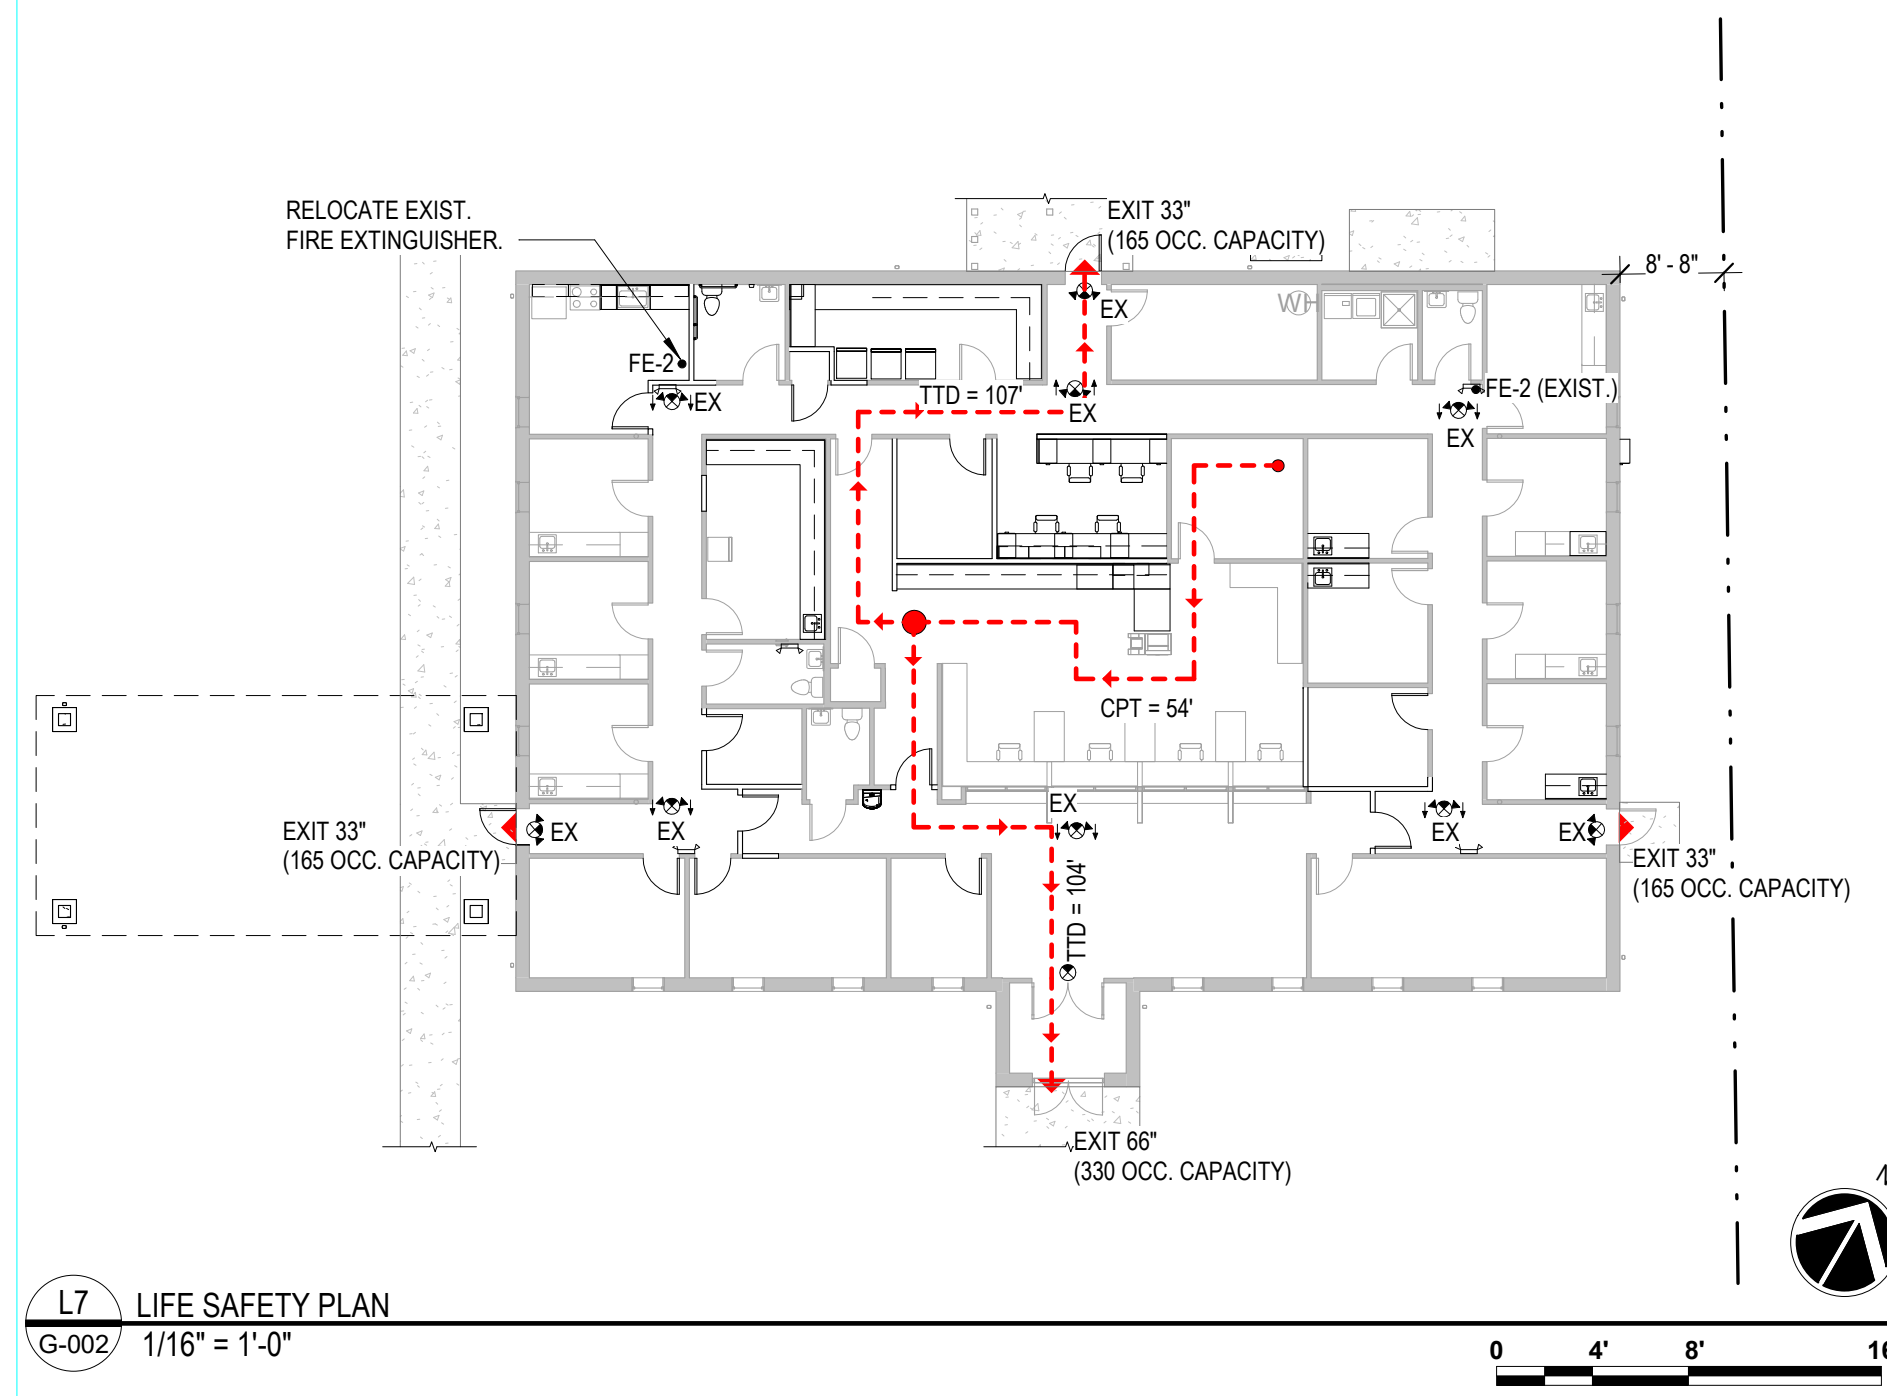 RELOCATE EXIST.
FIRE EXTINGUISHER.
EXIT 33"
(165 OCC. CAPACITY)
8' - 8"
EX
WH
FE-2
EX
TTD = 107'
EX
FE-2 (EXIST.)
EX
CPT = 54'
EXIT 33"
(165 OCC. CAPACITY)
EX
EX
EX
EX
EX
EXIT 33"
(165 OCC. CAPACITY)
TTD = 104'
EXIT 66"
(330 OCC. CAPACITY)
L7
G-002
LIFE SAFETY PLAN
1/16" = 1'-0"
0 4' 8'